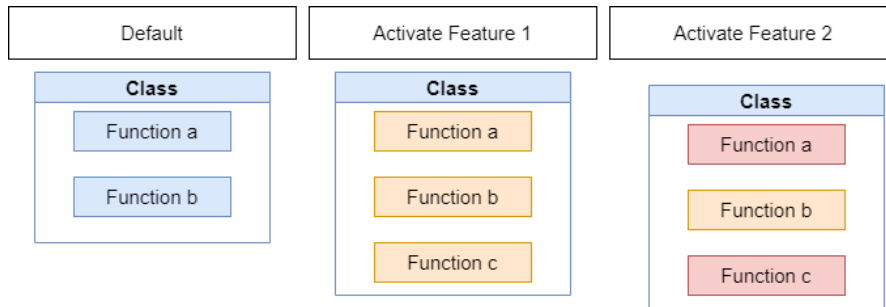 Default
Activate Feature 1
Activate Feature 2
Class
Function a
Function b
Class
Function a
Function b
Function c
Class
Function a
Function b
Function c